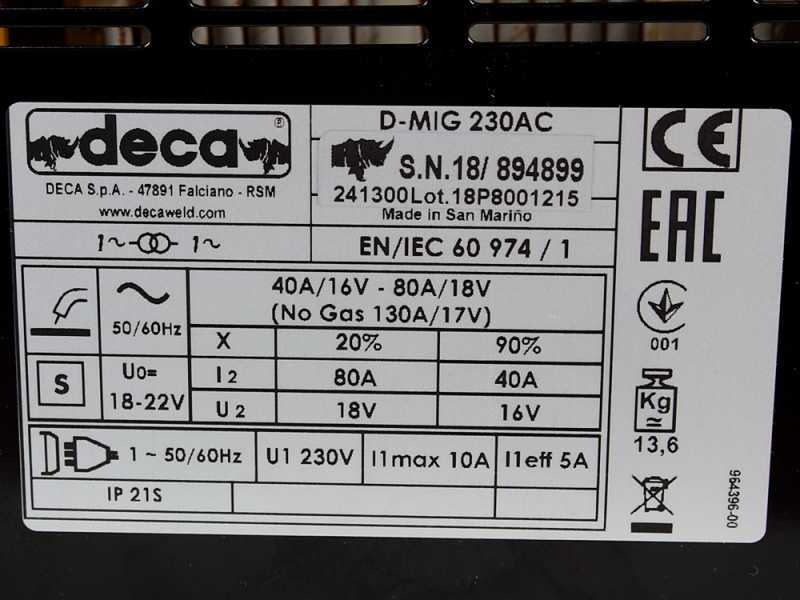 deca
DECA S.p.A. - 47891 Falciano - RSM
www.decaweld.com
D-MIG 230AC
S.N.18/ 894899
241300Lot.18P8001215
Made in San Mariño
1~ 1~
EN/IEC 60 974 / 1
50/60Hz
40A/16V - 80A/18V
(No Gas 130A/17V)
X 20% 90%
S
U0=
18-22V
I2 80A 40A
U2 18V 16V
1 ~ 50/60Hz
U1 230V
I1max 10A
I1eff 5A
IP 21S
CE
EAC
001
Kg
≃
13,6
964396-00